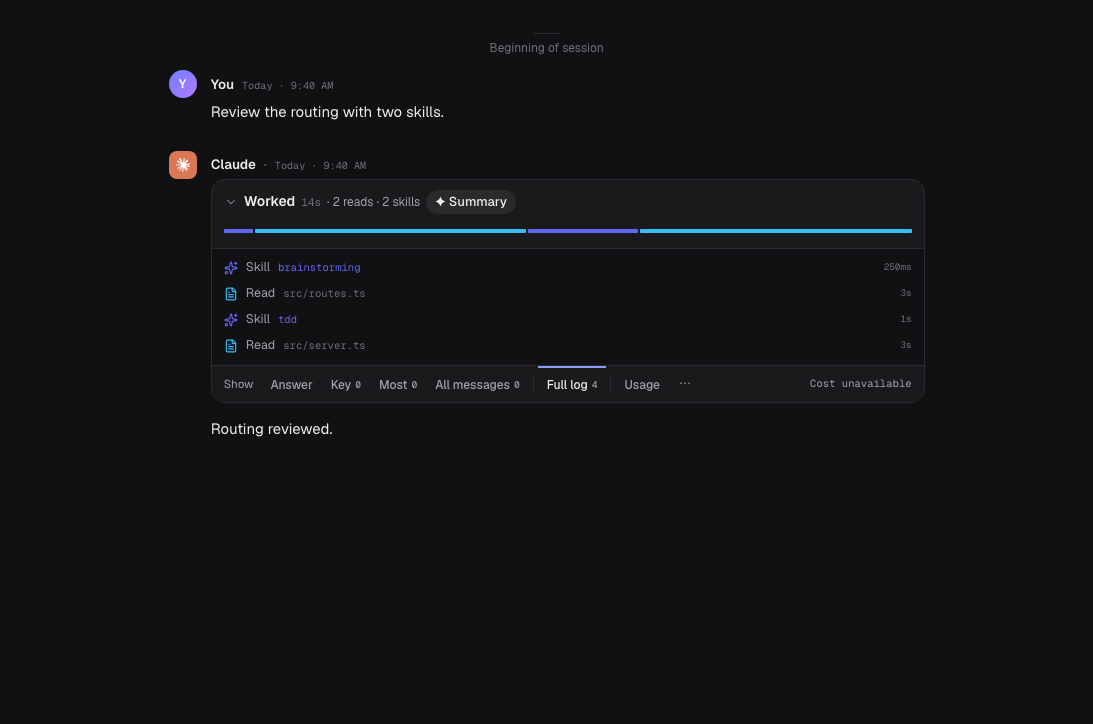 Beginning of session
Y You Today · 9:40 AM
Review the routing with two skills.
Claude · Today · 9:40 AM
Worked 14s · 2 reads · 2 skills Summary
Skill brainstorming 250ms
Read src/routes.ts 3s
Skill tdd 1s
Read src/server.ts 3s
Show Answer Key 0 Most 0 All messages 0 Full log 4 Usage ··· Cost unavailable
Routing reviewed.